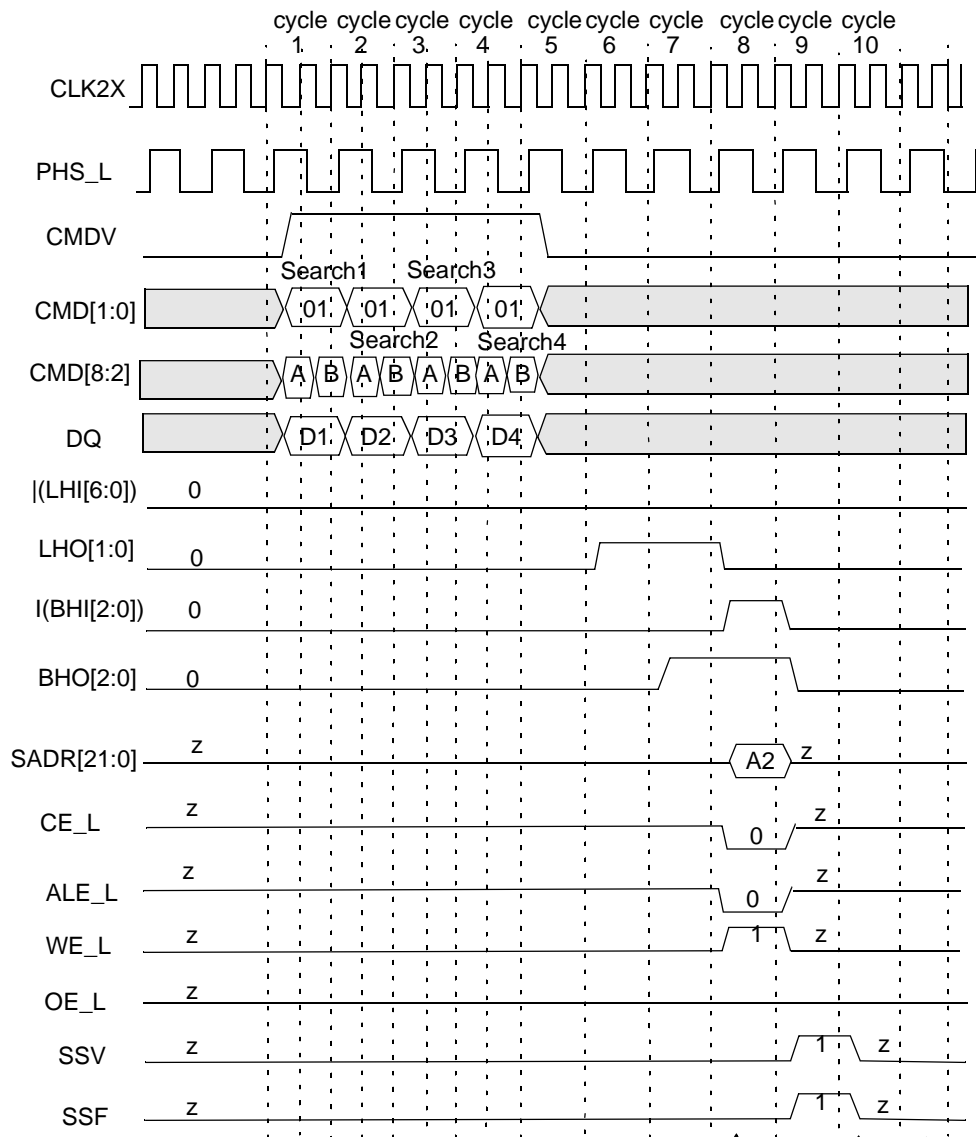 cycle cycle cycle cycle cycle cycle cycle cycle cycle cycle
1 2 3 4 5 6 7 8 9 10
CLK2X
PHS_L
CMDV
Search1 Search3
CMD[1:0] 01 01 01 01
Search2 Search4
CMD[8:2] A B A B A B A B
DQ D1 D2 D3 D4
|(LHI[6:0]) 0
LHO[1:0] 0
I(BHI[2:0]) 0
BHO[2:0] 0
SADR[21:0] z A2 z
CE_L z 0 z
ALE_L z 0 z
WE_L z 1 z
OE_L z
SSV z 1 z
SSF z 1 z